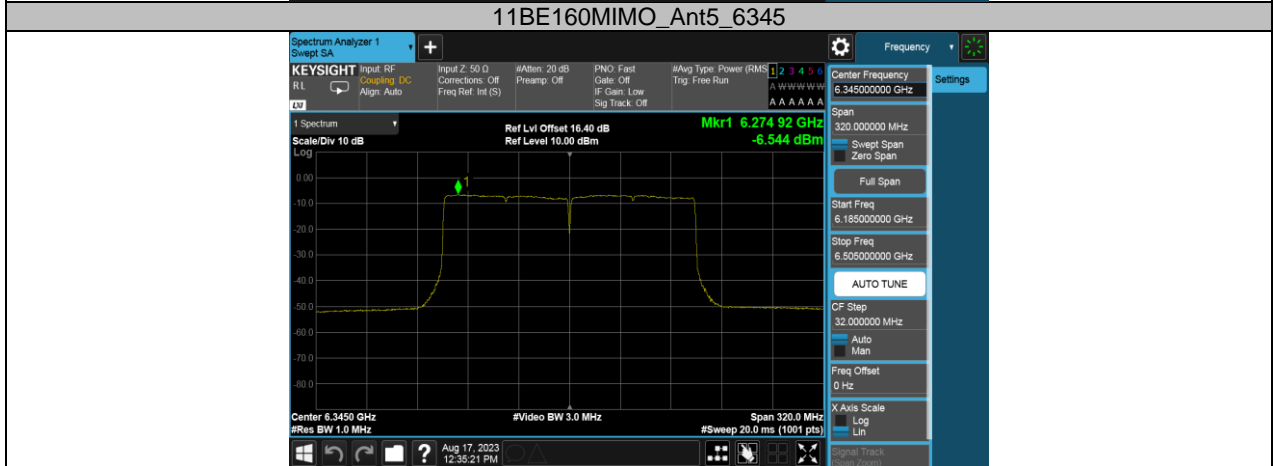 11BE160MIMO_Ant5_6345
Spectrum Analyzer 1
Swept SA
Frequency
KEYSIGHT
RL
LXI
Input: RF
Coupling: DC
Align: Auto
Input Z: 50 Ω
Corrections: Off
Freq Ref: Int (S)
#Atten: 20 dB
Preamp: Off
PNO: Fast
Gate: Off
IF Gain: Low
Sig Track: Off
#Avg Type: Power (RMS
Trig: Free Run
1 2 3 4 5 6
A W W W W W
A A A A A A
Center Frequency
6.345000000 GHz
Settings
1 Spectrum
Scale/Div 10 dB
Log
Ref Lvl Offset 16.40 dB
Ref Level 10.00 dBm
Mkr1 6.274 92 GHz
-6.544 dBm
Span
320.000000 MHz
Swept Span
Zero Span
Full Span
Start Freq
6.185000000 GHz
Stop Freq
6.505000000 GHz
AUTO TUNE
CF Step
32.000000 MHz
Auto
Man
Freq Offset
0 Hz
X Axis Scale
Log
Lin
Signal Track
(Span Zoom)
1
0.00
-10.0
-20.0
-30.0
-40.0
-50.0
-60.0
-70.0
-80.0
Center 6.3450 GHz
#Res BW 1.0 MHz
#Video BW 3.0 MHz
Span 320.0 MHz
#Sweep 20.0 ms (1001 pts)
?
Aug 17, 2023
12:35:21 PM